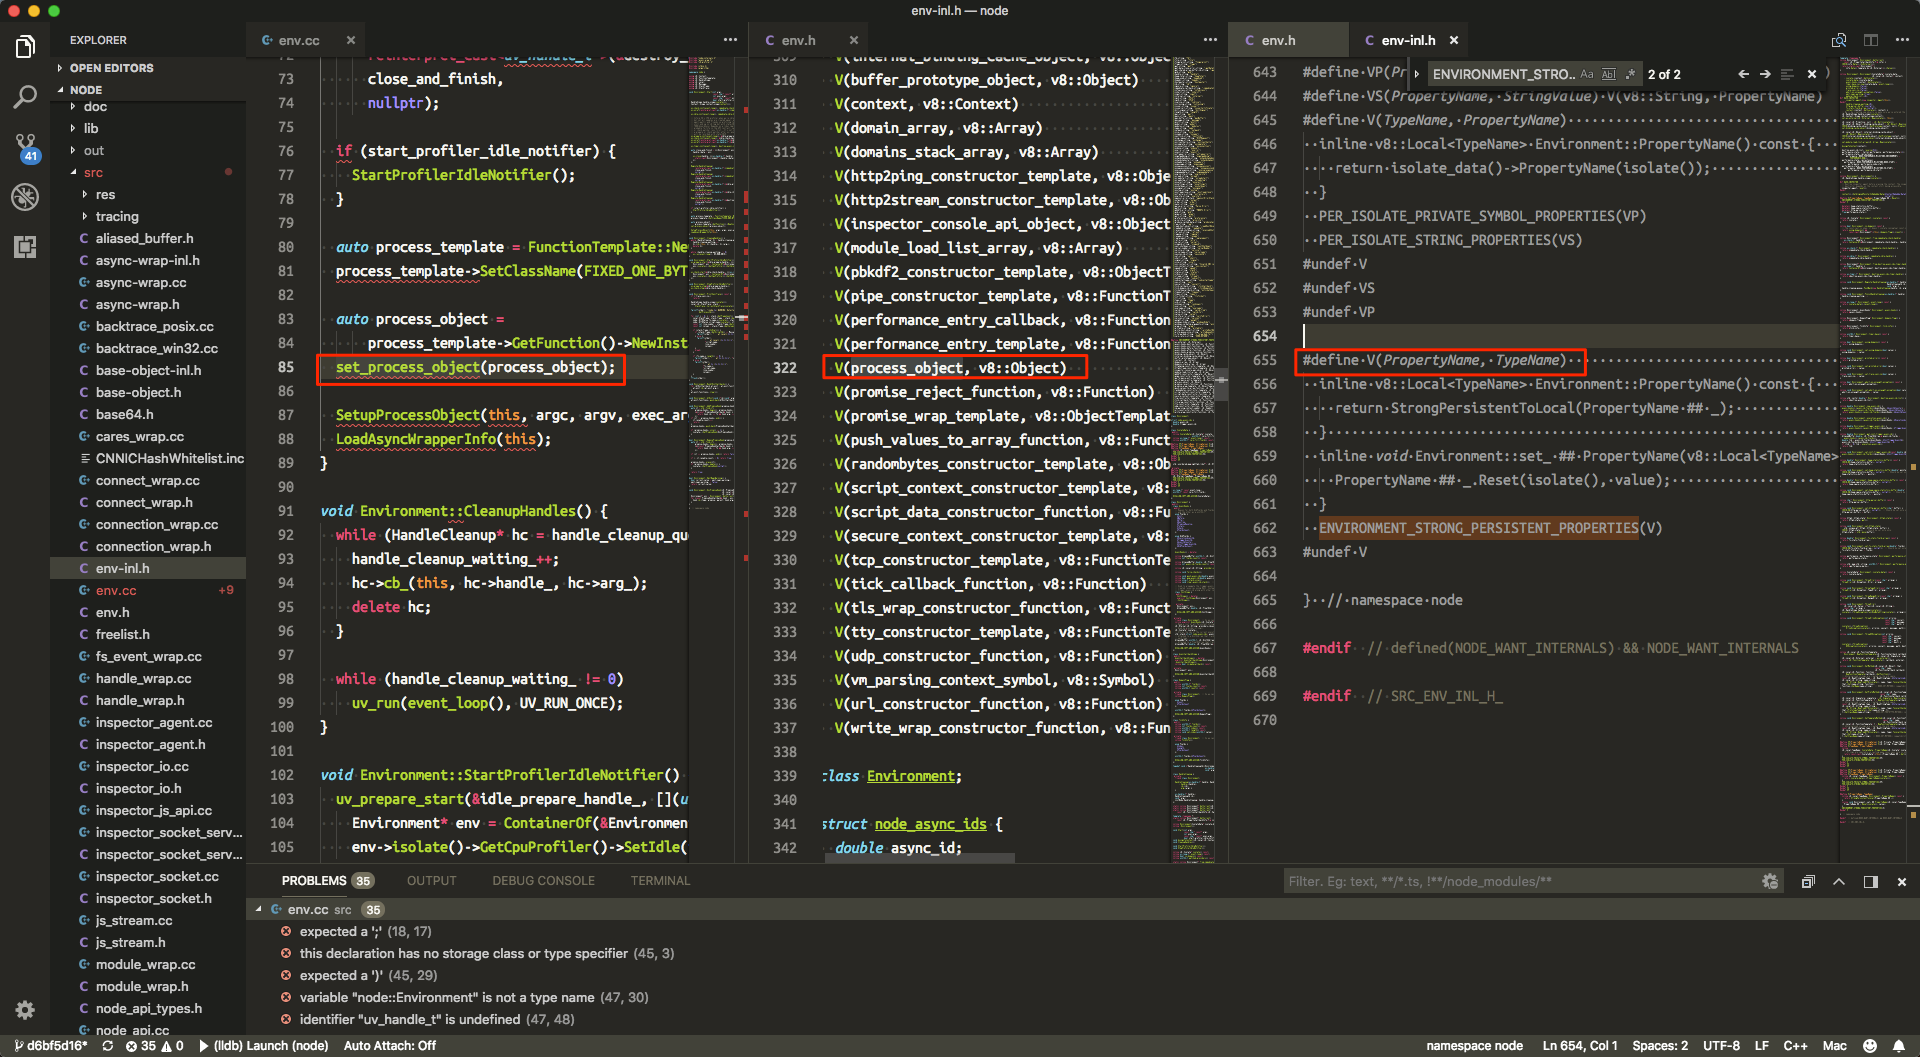 env-inl.h — node
EXPLORER
OPEN EDITORS
NODE
doc
lib
out
src
res
tracing
aliased_buffer.h
async-wrap-inl.h
async-wrap.cc
async-wrap.h
backtrace_posix.cc
backtrace_win32.cc
base-object-inl.h
base-object.h
base64.h
cares_wrap.cc
CNNICHashWhitelist.inc
connect_wrap.cc
connect_wrap.h
connection_wrap.cc
connection_wrap.h
env-inl.h
env.cc +9
env.h
freelist.h
fs_event_wrap.cc
handle_wrap.cc
handle_wrap.h
inspector_agent.cc
inspector_agent.h
inspector_io.cc
inspector_io.h
inspector_js_api.cc
inspector_socket_serv...
inspector_socket_serv...
inspector_socket.cc
inspector_socket.h
js_stream.cc
js_stream.h
module_wrap.cc
module_wrap.h
node_api_types.h
node_api.cc
41
env.cc
73 close_and_finish,
74 nullptr);
75
76 if (start_profiler_idle_notifier) {
77 StartProfilerIdleNotifier();
78 }
79
80 auto process_template = FunctionTemplate::Ne
81 process_template->SetClassName(FIXED_ONE_BYT
82
83 auto process_object =
84 process_template->GetFunction()->NewInst
85 set_process_object(process_object);
86
87 SetupProcessObject(this, argc, argv, exec_ar
88 LoadAsyncWrapperInfo(this);
89 }
90
91 void Environment::CleanupHandles() {
92 while (HandleCleanup* hc = handle_cleanup_qu
93 handle_cleanup_waiting_++;
94 hc->cb_(this, hc->handle_, hc->arg_);
95 delete hc;
96 }
97
98 while (handle_cleanup_waiting_ != 0)
99 uv_run(event_loop(), UV_RUN_ONCE);
100 }
101
102 void Environment::StartProfilerIdleNotifier()
103 uv_prepare_start(&idle_prepare_handle_, [](u
104 Environment* env = ContainerOf(&Environmen
105 env->isolate()->GetCpuProfiler()->SetIdle(
env.h
309 V(internal_binding_cache_object, v8::Objec
310 V(buffer_prototype_object, v8::Object)
311 V(context, v8::Context)
312 V(domain_array, v8::Array)
313 V(domains_stack_array, v8::Array)
314 V(http2ping_constructor_template, v8::Obje
315 V(http2stream_constructor_template, v8::Ob
316 V(inspector_console_api_object, v8::Object
317 V(module_load_list_array, v8::Array)
318 V(pbkdf2_constructor_template, v8::ObjectT
319 V(pipe_constructor_template, v8::FunctionT
320 V(performance_entry_callback, v8::Function
321 V(performance_entry_template, v8::Function
322 V(process_object, v8::Object)
323 V(promise_reject_function, v8::Function)
324 V(promise_wrap_template, v8::ObjectTemplat
325 V(push_values_to_array_function, v8::Funct
326 V(randombytes_constructor_template, v8::Ob
327 V(script_context_constructor_template, v8:
328 V(script_data_constructor_function, v8::Fu
329 V(secure_context_constructor_template, v8:
330 V(tcp_constructor_template, v8::FunctionTe
331 V(tick_callback_function, v8::Function)
332 V(tls_wrap_constructor_function, v8::Funct
333 V(tty_constructor_template, v8::FunctionTe
334 V(udp_constructor_function, v8::Function)
335 V(vm_parsing_context_symbol, v8::Symbol)
336 V(url_constructor_function, v8::Function)
337 V(write_wrap_constructor_function, v8::Fun
338
339 class Environment;
340
341 struct node_async_ids {
342 double async_id;
env.h env-inl.h
ENVIRONMENT_STRO.. Aa Abl .* 2 of 2
643 #define VP(Pr )
644 #define VS(PropertyName, StringValue) V(v8::String, PropertyName)
645 #define V(TypeName, PropertyName)
646 inline v8::Local<TypeName> Environment::PropertyName() const {
647 return isolate_data()->PropertyName(isolate());
648 }
649 PER_ISOLATE_PRIVATE_SYMBOL_PROPERTIES(VP)
650 PER_ISOLATE_STRING_PROPERTIES(VS)
651 #undef V
652 #undef VS
653 #undef VP
654
655 #define V(PropertyName, TypeName)
656 inline v8::Local<TypeName> Environment::PropertyName() const {
657 return StrongPersistentToLocal(PropertyName ## _);
658 }
659 inline void Environment::set_ ## PropertyName(v8::Local<TypeName>
660 PropertyName ## _.Reset(isolate(), value);
661 }
662 ENVIRONMENT_STRONG_PERSISTENT_PROPERTIES(V)
663 #undef V
664
665 } // namespace node
666
667 #endif // defined(NODE_WANT_INTERNALS) && NODE_WANT_INTERNALS
668
669 #endif // SRC_ENV_INL_H_
670
PROBLEMS 35 OUTPUT DEBUG CONSOLE TERMINAL Filter. Eg: text, **/*.ts, !**/node_modules/**
env.cc src 35
expected a ';' (18, 17)
this declaration has no storage class or type specifier (45, 3)
expected a ')' (45, 29)
variable "node::Environment" is not a type name (47, 30)
identifier "uv_handle_t" is undefined (47, 48)
d6bf5d16* 35 0 (lldb) Launch (node) Auto Attach: Off namespace node Ln 654, Col 1 Spaces: 2 UTF-8 LF C++ Mac